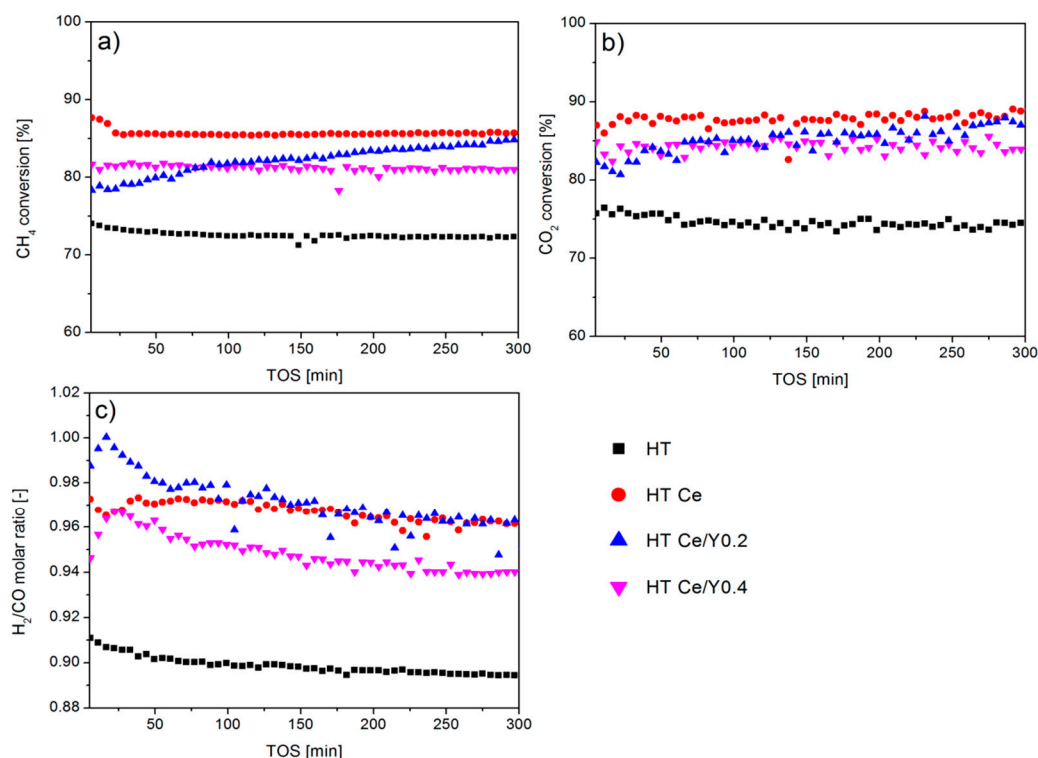 a)
100
90
80
70
60
CH₄ conversion [%]
50 100 150 200 250 300
TOS [min]
b)
100
90
80
70
60
CO₂ conversion [%]
50 100 150 200 250 300
TOS [min]
c)
1.02
1.00
0.98
0.96
0.94
0.92
0.90
0.88
H₂/CO molar ratio [-]
50 100 150 200 250 300
TOS [min]
HT
HT Ce
HT Ce/Y0.2
HT Ce/Y0.4